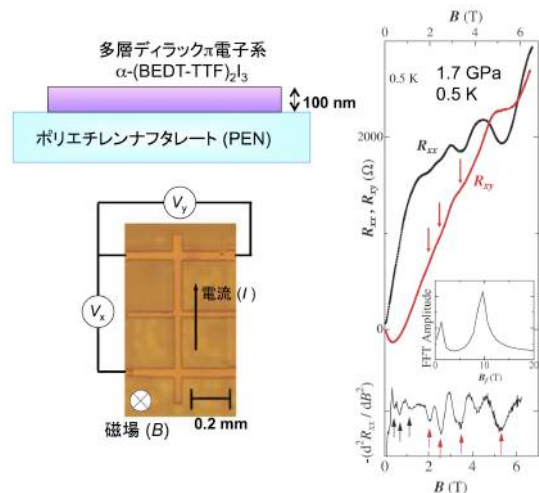 多層ディラックπ電子系
α-(BEDT-TTF)₂I₃
100 nm
ポリエチレンナフタレート (PEN)
Vy
Vx
電流 (I)
磁場 (B)
0.2 mm
B (T)
0 2 4 6
0.5 K
1.7 GPa
0.5 K
Rxx
Rxy
2000
0
Rxx , Rxy (Ω)
FFT Amplitude
0 10 20
Bf (T)
-(d²Rxx / dB²)
0 2 4 6
B (T)